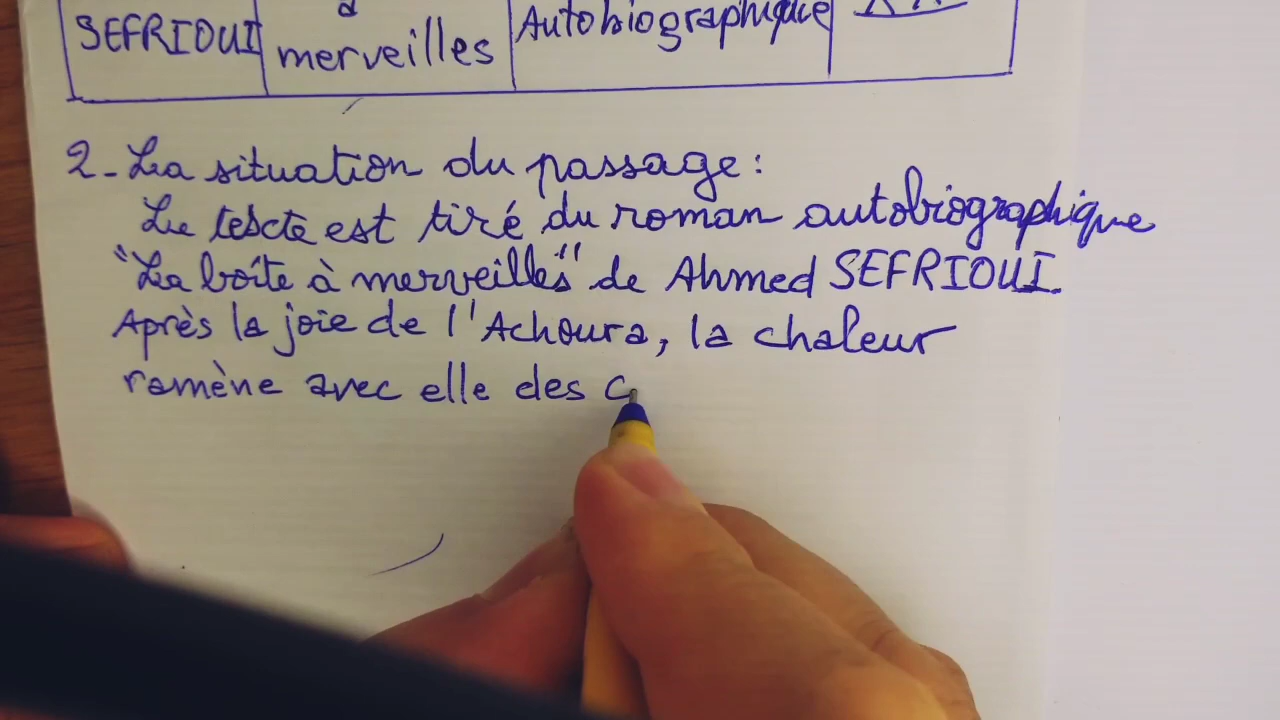 à
SEFRIOUI merveilles Autobiographique
2- La situation du passage :
Le texte est tiré du roman autobiographique
"La boîte à merveilles" de Ahmed SEFRIOUI.
Après la joie de l'Achoura, la chaleur
ramène avec elle des c